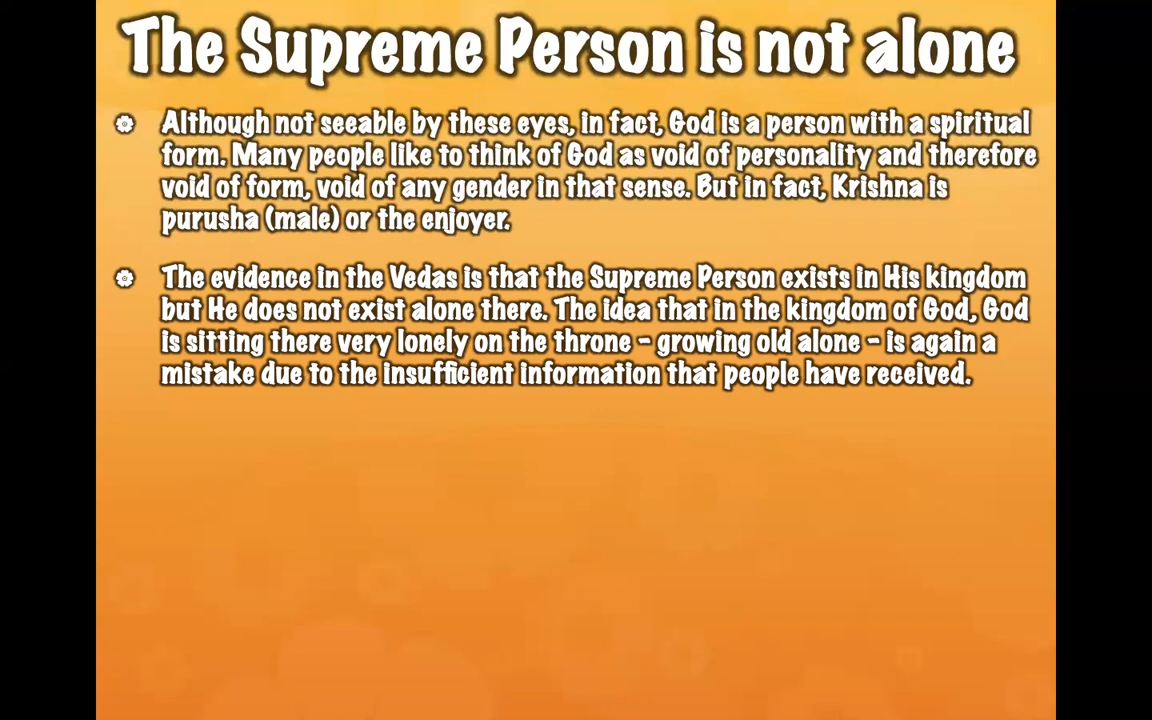 The Supreme Person is not alone
Although not seeable by these eyes, in fact, God is a person with a spiritual
form. Many people like to think of God as void of personality and therefore
void of form, void of any gender in that sense. But in fact, Krishna is
purusha (male) or the enjoyer.
The evidence in the Vedas is that the Supreme Person exists in His kingdom
but He does not exist alone there. The idea that in the kingdom of God, God
is sitting there very lonely on the throne - growing old alone - is again a
mistake due to the insufficient information that people have received.